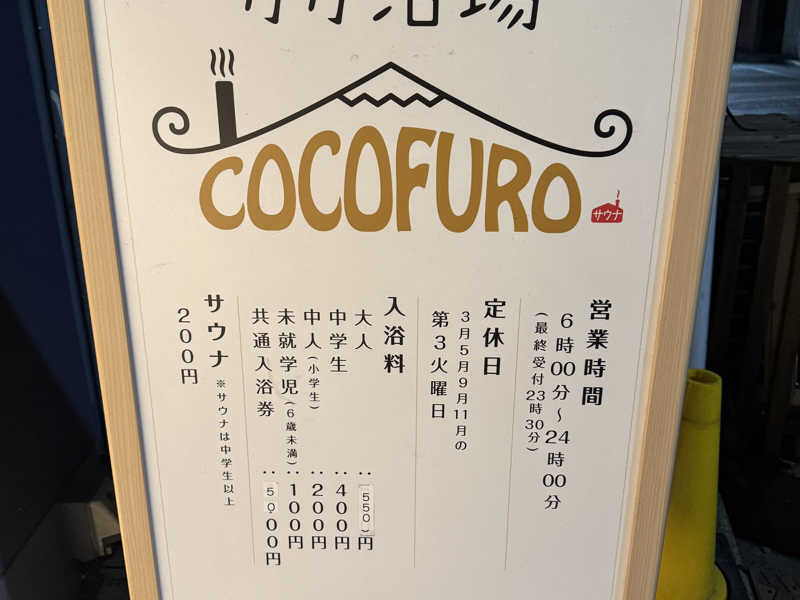 COCOFURO
サウナ
営業時間
6時00分〜24時00分
(最終受付23時30分)
定休日
3月5月9月11月の
第3火曜日
入浴料
大人‥550円
中学生‥400円
中人(小学生)‥200円
未就学児(6歳未満)‥100円
共通入浴券‥5000円
サウナ ※サウナは中学生以上
200円